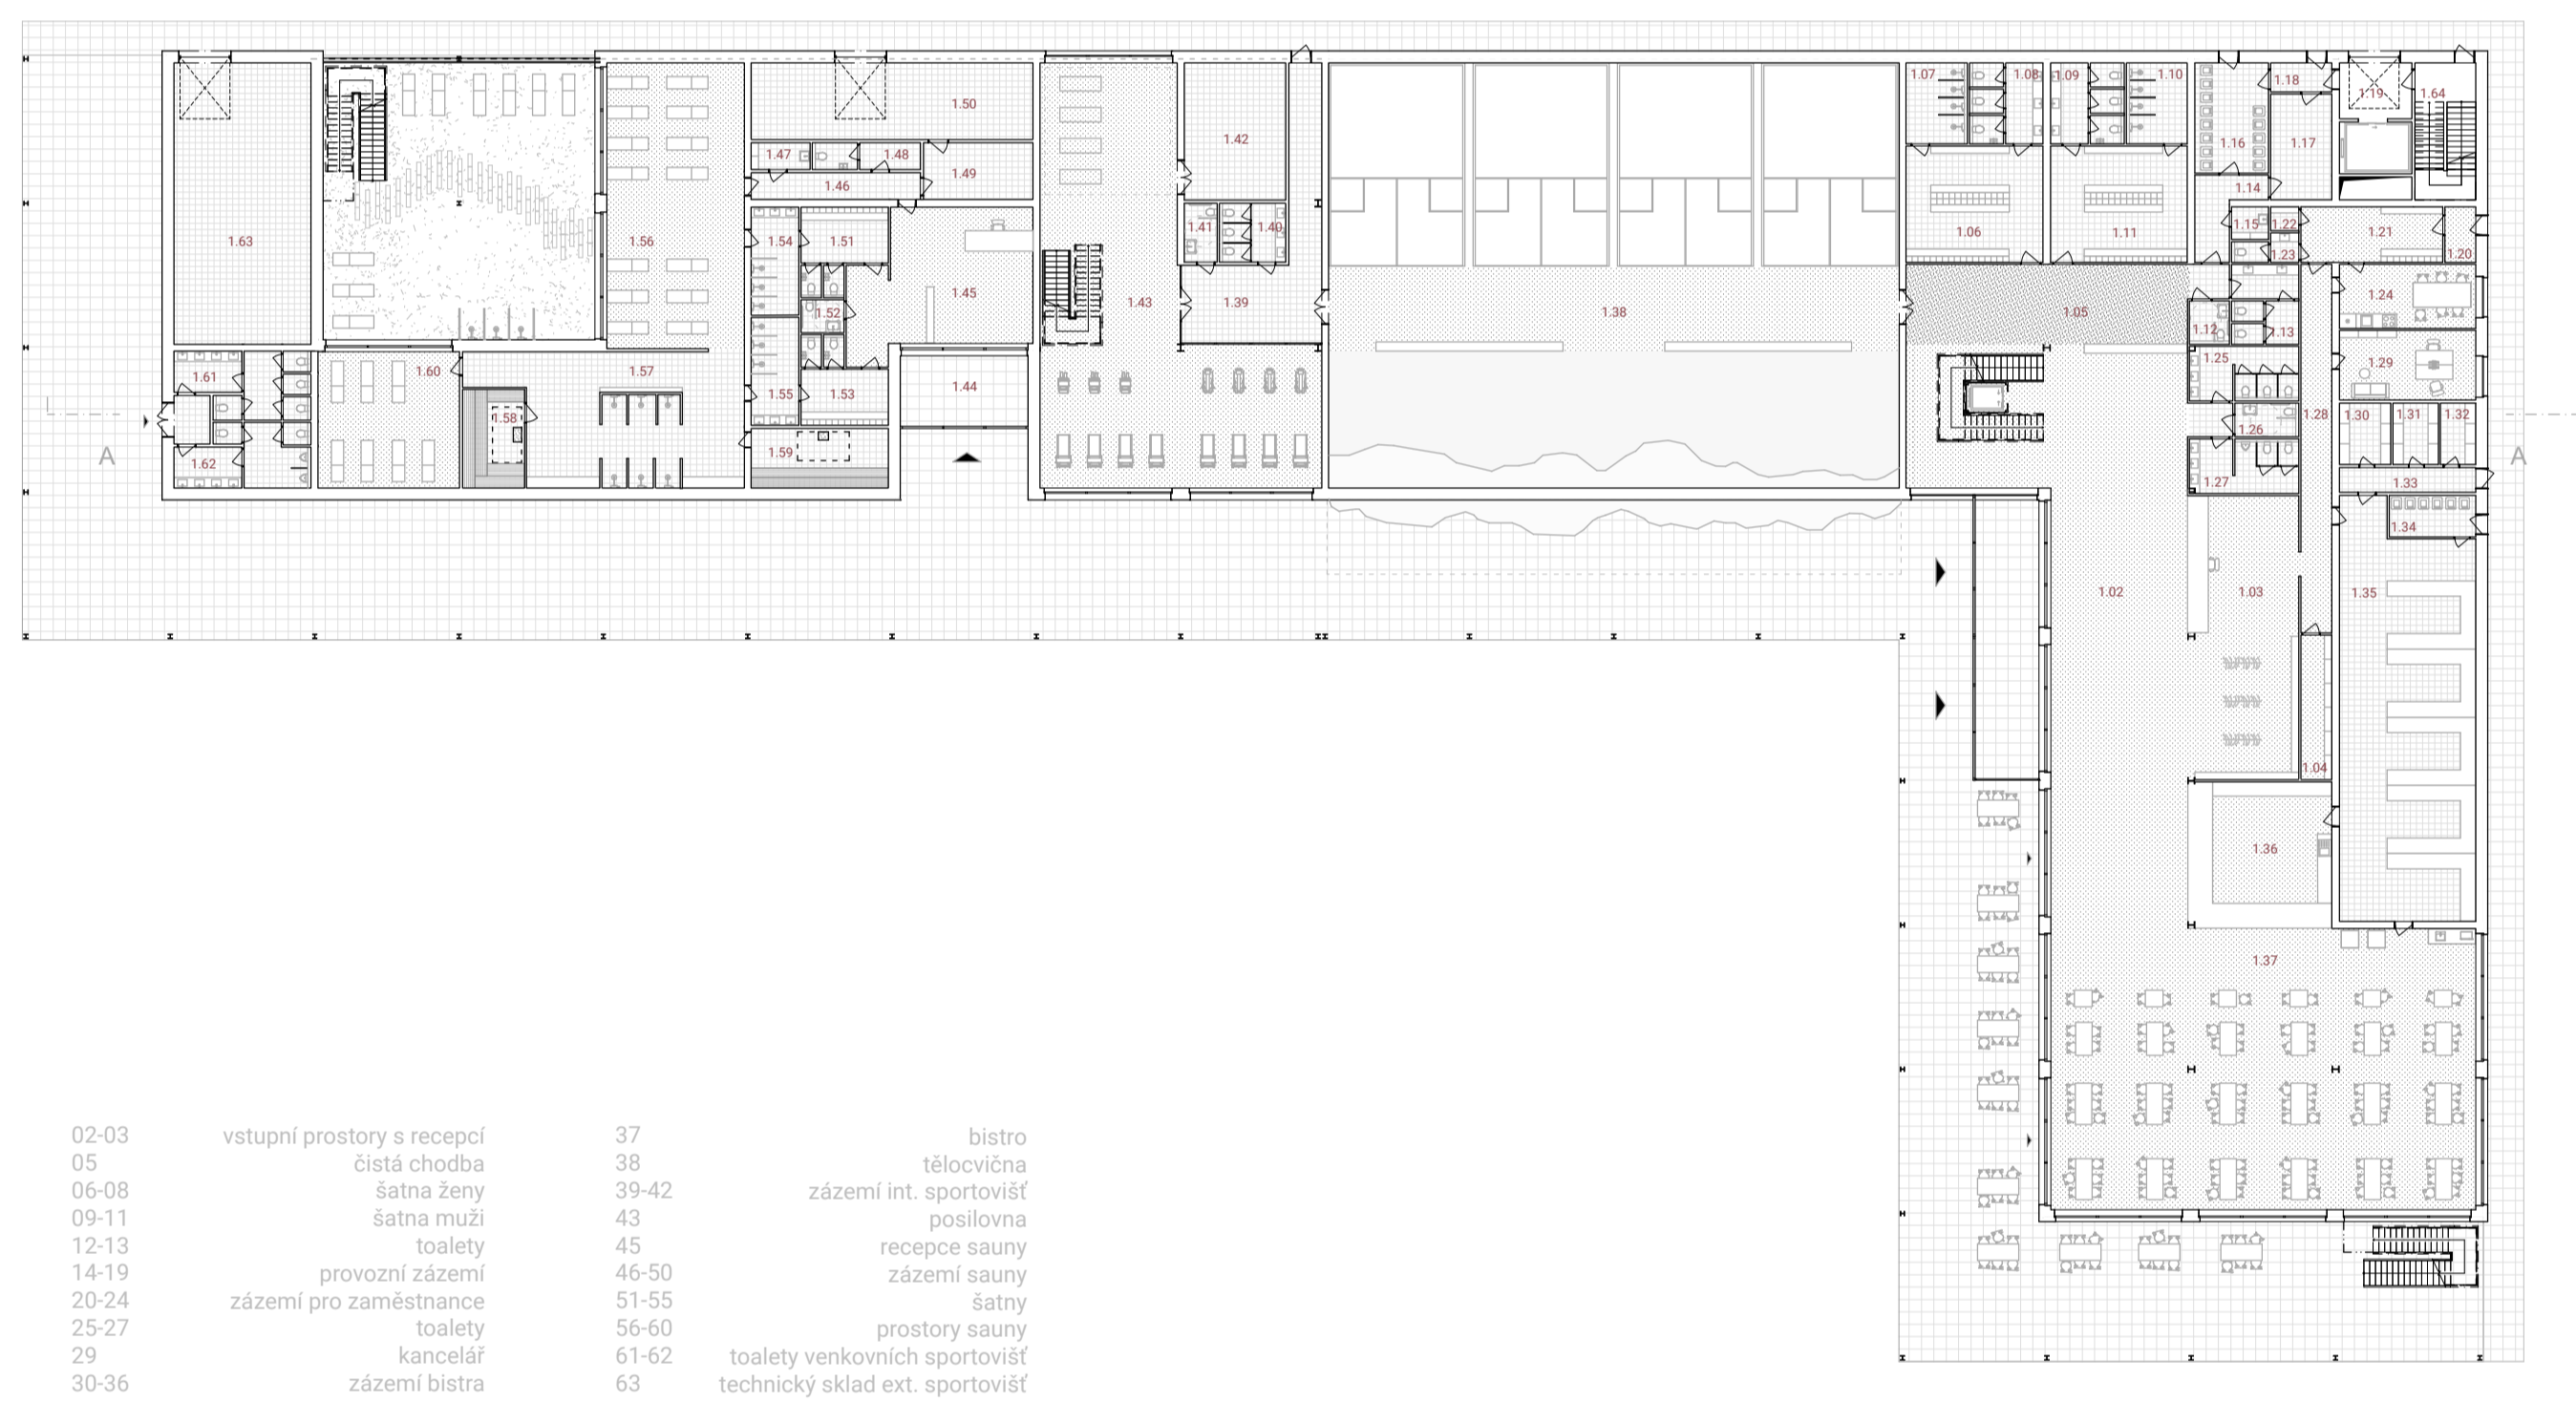 1.07
1.08
1.09
1.10
1.18
1.19
1.64
1.50
1.42
1.16
1.17
1.47
1.48
1.49
1.46
1.14
1.63
1.56
1.54
1.51
1.41
1.40
1.06
1.11
1.15
1.22
1.21
1.23
1.20
1.45
1.43
1.39
1.38
1.05
1.24
1.52
1.12
1.13
1.61
1.60
1.57
1.44
1.25
1.29
1.58
1.55
1.53
1.28
1.30
1.31
1.32
1.26
A
1.62
1.59
A
1.27
1.33
1.34
1.02
1.03
1.35
1.04
1.36
1.37
02-03 vstupní prostory s recepcí
05 čistá chodba
06-08 šatna ženy
09-11 šatna muži
12-13 toalety
14-19 provozní zázemí
20-24 zázemí pro zaměstnance
25-27 toalety
29 kancelář
30-36 zázemí bistra
37 bistro
38 tělocvična
39-42 zázemí int. sportovišť
43 posilovna
45 recepce sauny
46-50 zázemí sauny
51-55 šatny
56-60 prostory sauny
61-62 toalety venkovních sportovišť
63 technický sklad ext. sportovišť